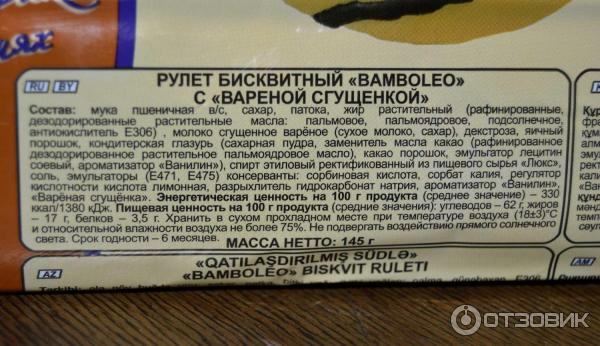 RU BY
РУЛЕТ БИСКВИТНЫЙ «BAMBOLEO»
С «ВАРЕНОЙ СГУЩЕНКОЙ»
Состав: мука пшеничная в/с, сахар, патока, жир растительный (рафинированные,
дезодорированные растительные масла: пальмовое, пальмоядровое, подсолнечное,
антиокислитель Е306) , молоко сгущенное варёное (сухое молоко, сахар), декстроза, яичный
порошок, кондитерская глазурь (сахарная пудра, заменитель масла какао (рафинированное
дезодорированное растительное пальмоядровое масло), какао порошок, эмульгатор лецитин
соевый, ароматизатор «Ванилин»), спирт этиловый ректификованный из пищевого сырья «Люкс»,
соль, эмульгаторы (Е471, Е475) консерванты: сорбиновая кислота, сорбат калия, регулятор
кислотности кислота лимонная, разрыхлитель гидрокарбонат натрия, ароматизатор «Ванилин»,
«Варёная сгущёнка». Энергетическая ценность на 100 г продукта (среднее значение) – 330
ккал/1380 кДж. Пищевая ценность на 100 г продукта (средние значения): углеводов – 62 г, жиров
– 17 г, белков – 3,5 г. Хранить в сухом прохладном месте при температуре воздуха (18±3)°С
и относительной влажности воздуха не более 75%. Не подвергать воздействию прямого солнечного
света. Срок годности – 6 месяцев.
МАССА НЕТТО: 145 г
AZ
«QATILAŞDIRILMIŞ SÜDLƏ»
«BAMBOLEO» BISKVIT RULETI
AM
ОТЗОВИК